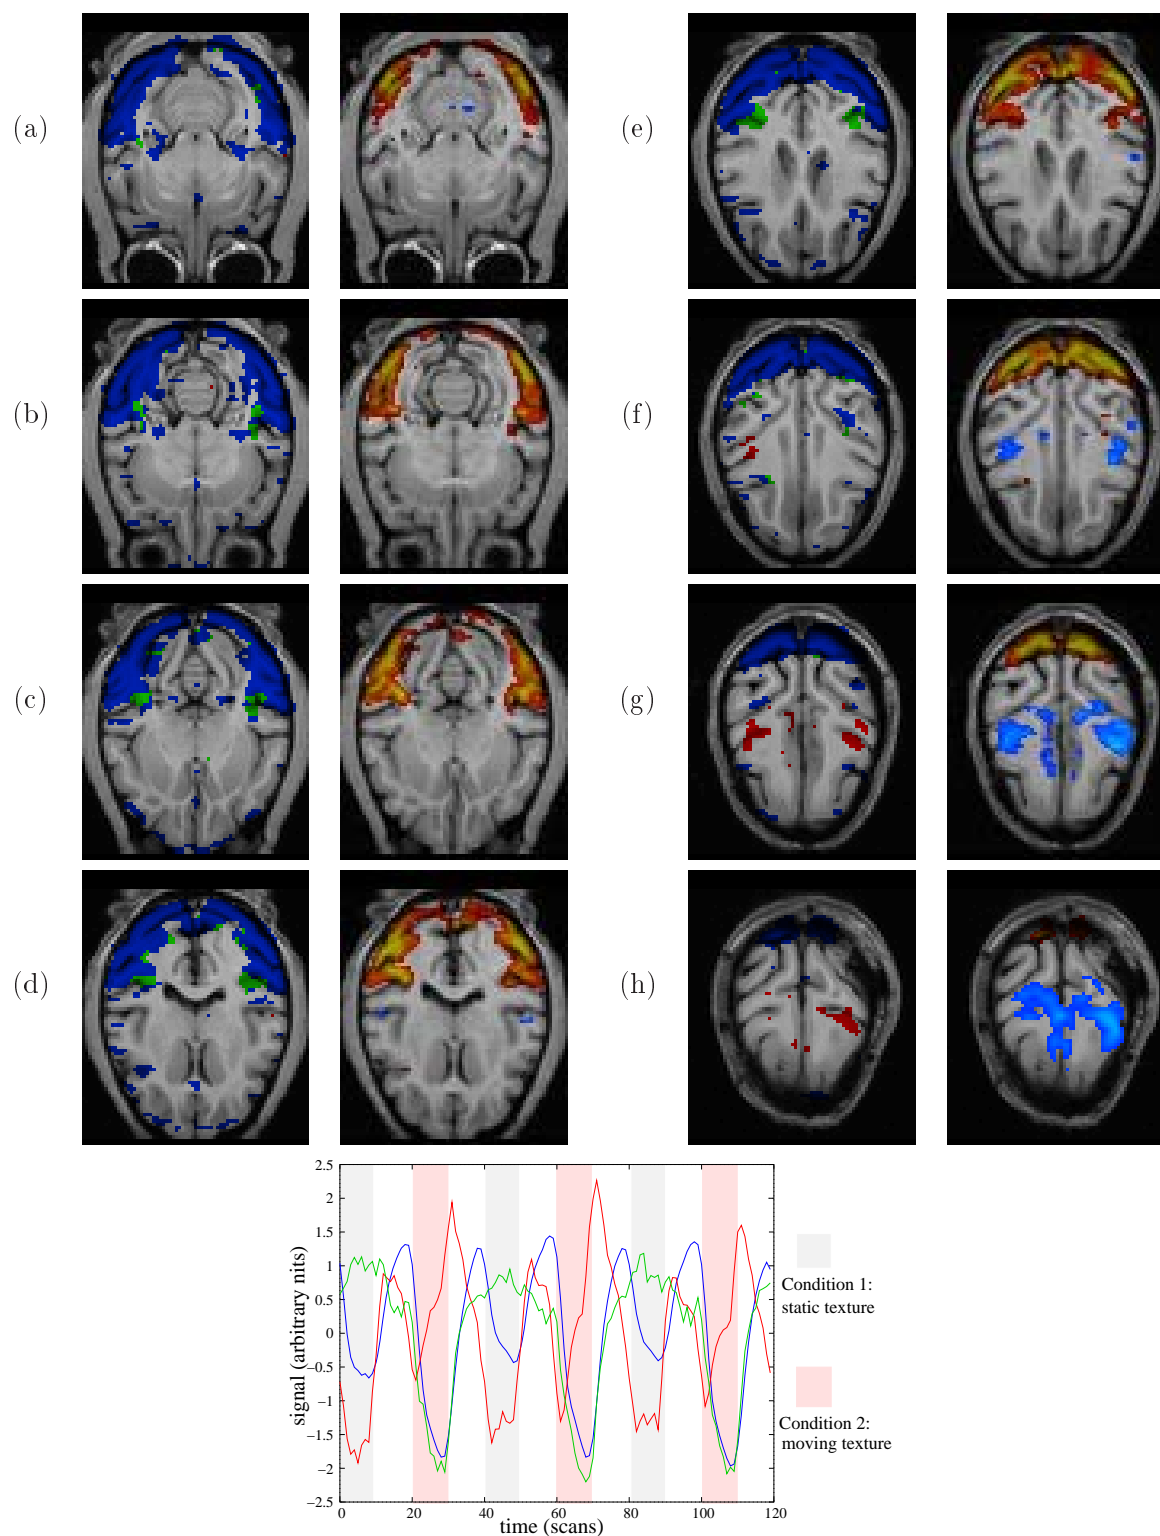 (a)
(e)
(b)
(f)
(c)
(g)
(d)
(h)
2.5
2
1.5
1
0.5
0
−0.5
−1
−1.5
−2
−2.5
signal (arbitrary nits)
0
20
40
60
80
100
120
time (scans)
Condition 1:
static texture
Condition 2:
moving texture